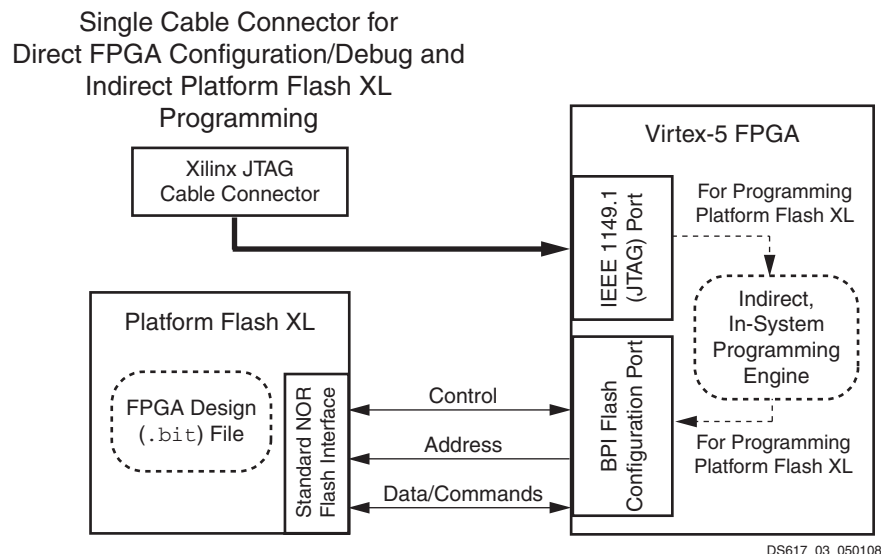 Single Cable Connector for
Direct FPGA Configuration/Debug and
Indirect Platform Flash XL
Programming
Xilinx JTAG
Cable Connector
Virtex-5 FPGA
IEEE 1149.1
(JTAG) Port
For Programming
Platform Flash XL
Indirect,
In-System
Programming
Engine
For Programming
Platform Flash XL
BPI Flash
Configuration Port
Platform Flash XL
FPGA Design
(.bit) File
Standard NOR
Flash Interface
Control
Address
Data/Commands
DS617_03_050108